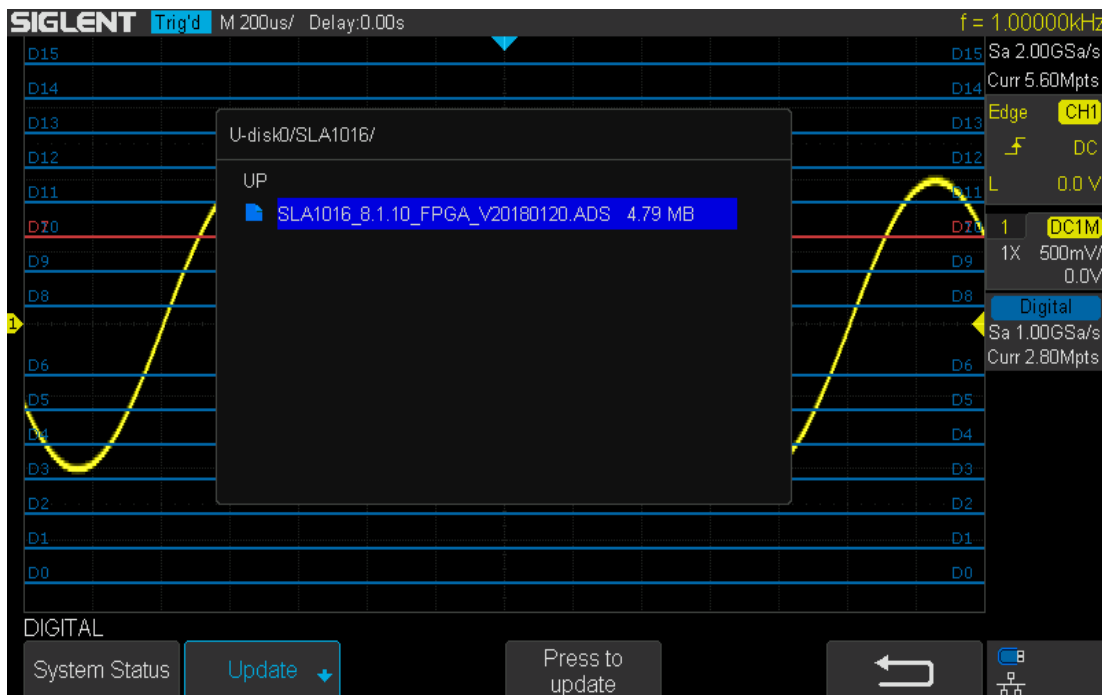 SIGLENT Trig'd M 200us/ Delay:0.00s f = 1.00000kHz
Sa 2.00GSa/s
Curr 5.60Mpts
Edge CH1
DC
L 0.0 V
1 DC1M
1X 500mV/
0.0V
Digital
Sa 1.00GSa/s
Curr 2.80Mpts
D15 D15
D14 D14
D13 D13
D12 D12
D11 D11
D9 D9
D8 D8
1
D6 D6
D5 D5
D4 D4
D3 D3
D2 D2
D1 D1
D0 D0
U-disk0/SLA1016/
UP
SLA1016_8.1.10_FPGA_V20180120.ADS 4.79 MB
DIGITAL
System Status Update Press to
update
B